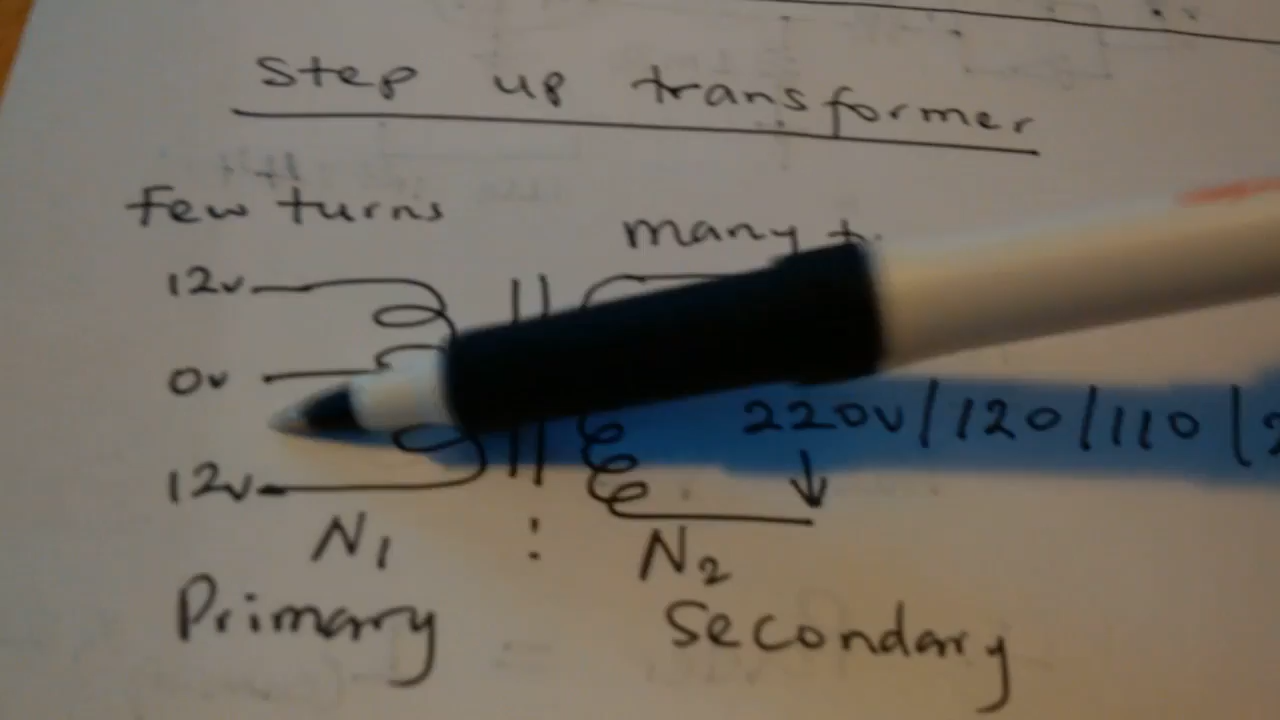 Step up transformer
few turns
many
12v
0v
220v/120/110/
12v
N1 : N2
Primary
Secondary